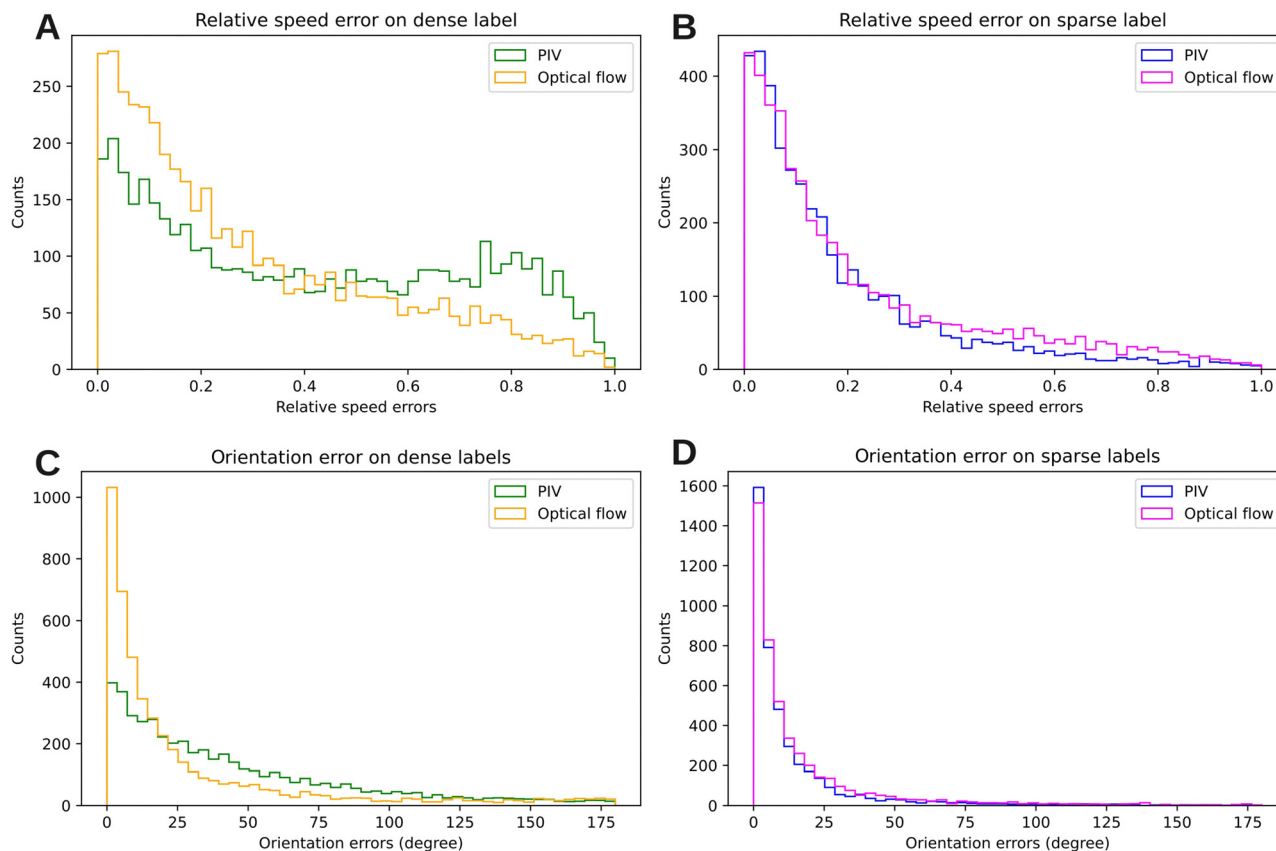 A
Relative speed error on dense label
PIV
Optical flow
Counts
250
200
150
100
50
0
0.0 0.2 0.4 0.6 0.8 1.0
Relative speed errors
B
Relative speed error on sparse label
PIV
Optical flow
Counts
400
300
200
100
0
0.0 0.2 0.4 0.6 0.8 1.0
Relative speed errors
C
Orientation error on dense labels
PIV
Optical flow
Counts
1000
800
600
400
200
0
0 25 50 75 100 125 150 175
Orientation errors (degree)
D
Orientation error on sparse labels
PIV
Optical flow
Counts
1600
1400
1200
1000
800
600
400
200
0
0 25 50 75 100 125 150 175
Orientation errors (degree)